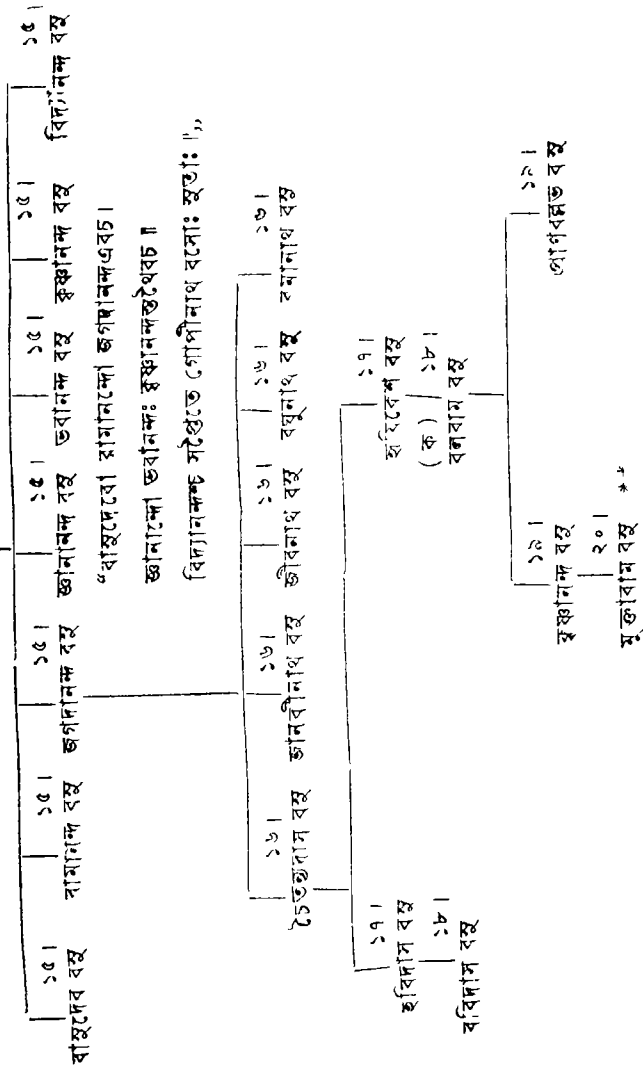 ১৫। ১৫। ১৫। ১৫। ১৫। ১৫। ১৫।
বাসুদেব বসু রামানন্দ বসু জগদানন্দ বসু জ্ঞানানন্দ বসু ভবানন্দ বসু কৃষ্ণানন্দ বসু বিদ্যানন্দ বসু
"বাসুদেবো রামানন্দো জগদানন্দএবচ।
জ্ঞানান্দো ভবানন্দঃ কৃষ্ণানন্দস্তথৈবচ॥
বিদ্যানন্দশ্চ সপ্তৈতে গোপীনাথ বসোঃ সুতাঃ॥"
১৬। ১৬। ১৬। ১৬। ১৬।
চৈতন্যদাস বসু জানকীনাথ বসু জীবনাথ বসু রঘুনাথ বসু রমানাথ বসু
১৭। ১৭।
হরিদাস বসু হৃষিকেশ বসু
১৮। (ক) ১৮।
রবিদাস বসু বলরাম বসু
১৯। ১৯।
কৃষ্ণানন্দ বসু প্রাণবল্লভ বসু
২০।
মুক্তারাম বসু **